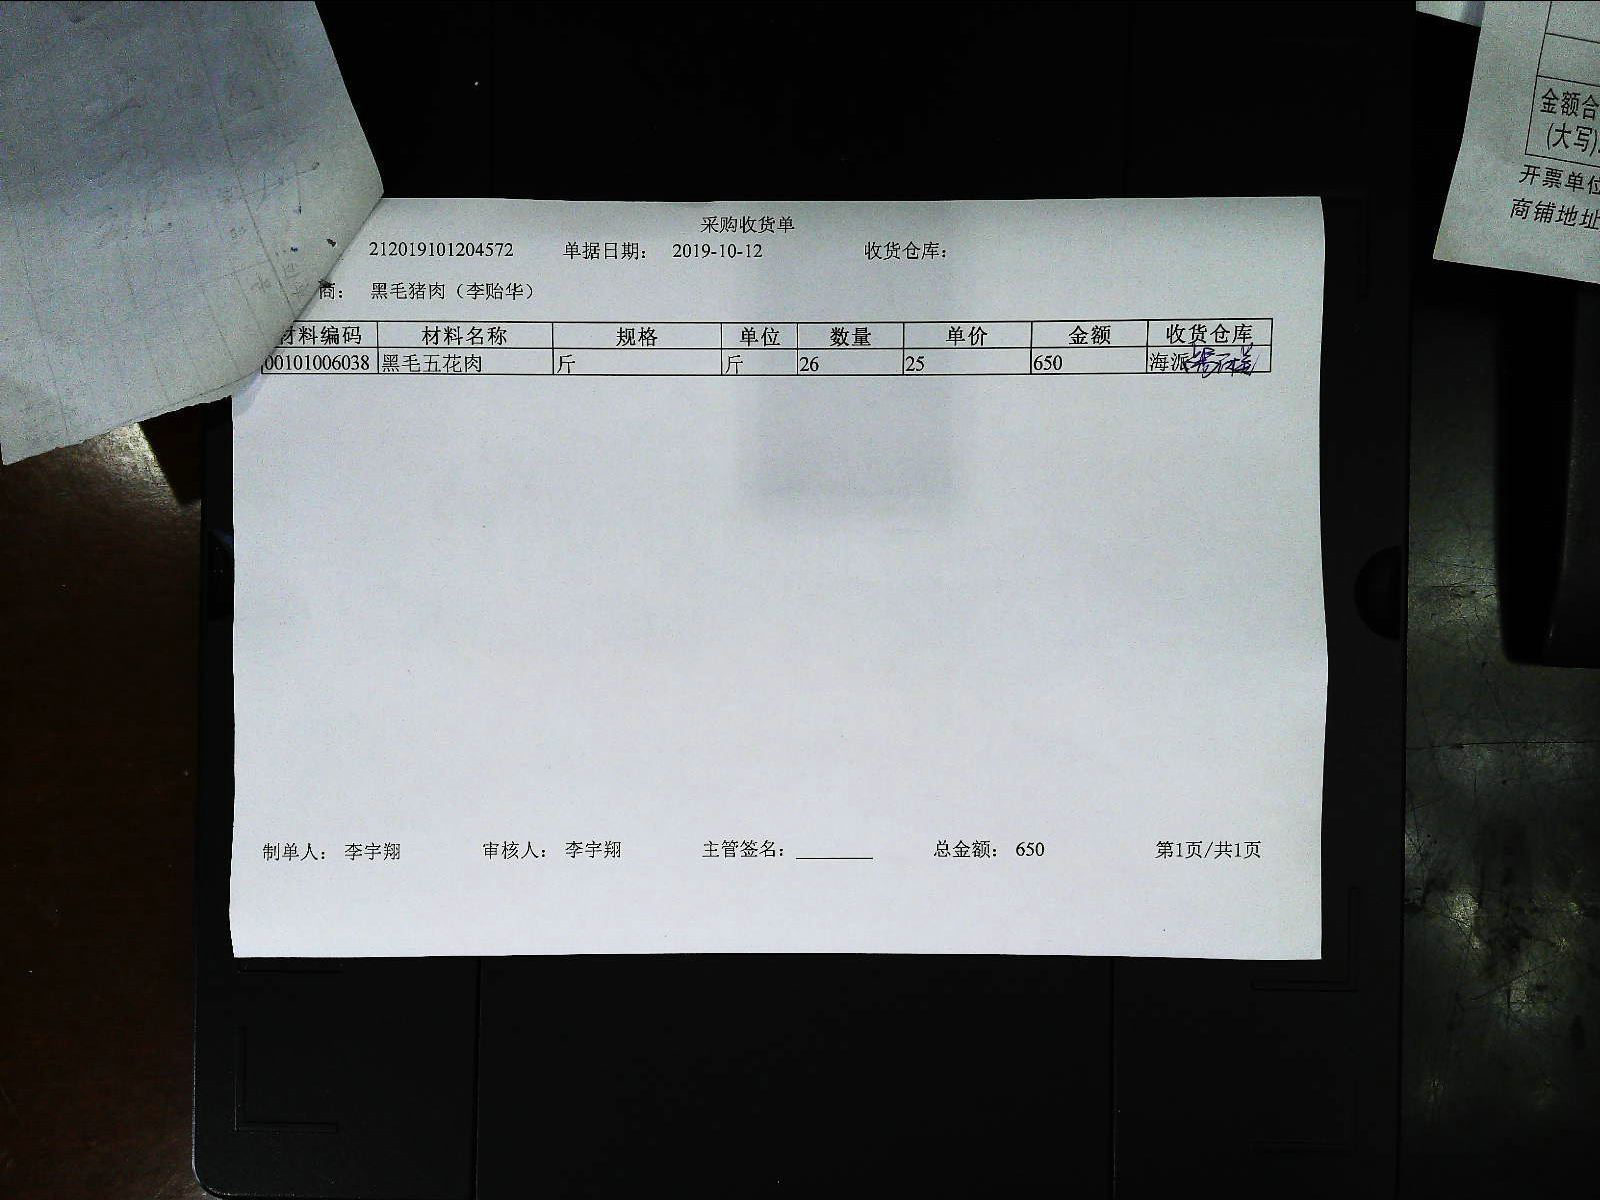 采购收货单
212019101204572 单据日期： 2019-10-12 收货仓库：
商： 黑毛猪肉（李贻华）
材料编码 材料名称 规格 单位 数量 单价 金额 收货仓库
00101006038 黑毛五花肉 斤 斤 26 25 650 海派
制单人： 李宇翔 审核人： 李宇翔 主管签名： 总金额： 650 第1页/共1页
金额合
(大写)
开票单位
商铺地址